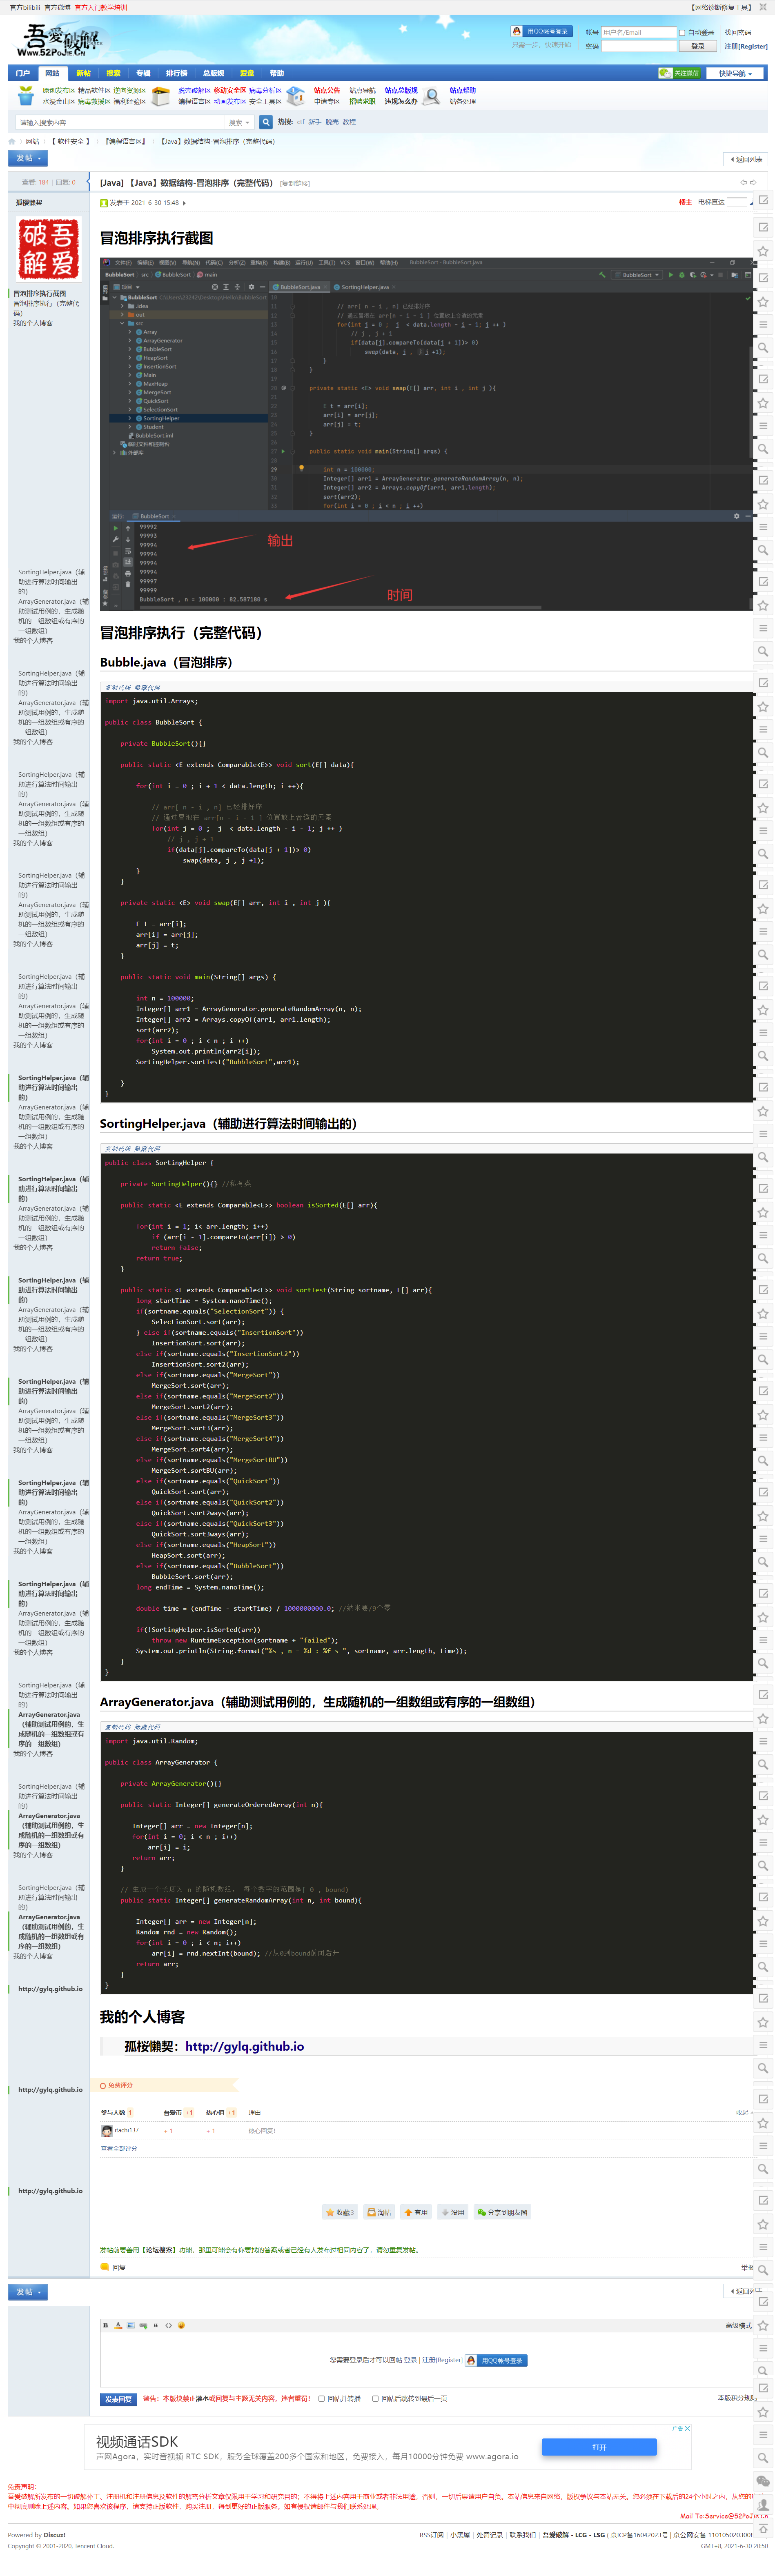 官方bilibili 官方微博 官方入门教学培训
【网络诊断修复工具】
吾爱破解
Www.52PoJie.Cn
用QQ帐号登录
只需一步，快速开始
帐号 用户名/Email 自动登录 找回密码
密码 登录 注册[Register]
门户 网站 新帖 搜索 专辑 排行榜 总版规 爱盘 帮助
关注微信 快捷导航
原创发布区 精品软件区 逆向资源区
水漫金山区 病毒救援区 福利经验区
脱壳破解区 移动安全区 病毒分析区
编程语言区 动画发布区 安全工具区
站点公告 站点导航
申请专区 招聘求职
站点总版规
违规怎么办
站点帮助
站务处理
请输入搜索内容 搜索 热搜: ctf 新手 脱壳 教程
网站 【 软件安全 】 『编程语言区』 【Java】数据结构-冒泡排序（完整代码）
发帖 返回列表
查看: 184 | 回复: 0
[Java] 【Java】数据结构-冒泡排序（完整代码） [复制链接]
孤桜懶契
发表于 2021-6-30 15:48
楼主 电梯直达
吾爱破解
冒泡排序执行截图
冒泡排序执行（完整代码）
我的个人博客
冒泡排序执行截图
输出
时间
99992
99993
99994
99994
99994
99994
99994
99997
99997
99999
BubbleSort , n = 100000 : 82.587180 s
冒泡排序执行（完整代码）
Bubble.java（冒泡排序）
复制代码 隐藏代码
import java.util.Arrays;
public class BubbleSort {
private BubbleSort(){}
public static <E extends Comparable<E>> void sort(E[] data){
for(int i = 0 ; i + 1 < data.length; i ++){
// arr[ n - i , n] 已经排好序
// 通过冒泡在 arr[n - i - 1 ] 位置放上合适的元素
for(int j = 0 ; j < data.length - i - 1; j ++ )
// j , j + 1
if(data[j].compareTo(data[j + 1])> 0)
swap(data, j , j +1);
}
}
private static <E> void swap(E[] arr, int i , int j ){
E t = arr[i];
arr[i] = arr[j];
arr[j] = t;
}
public static void main(String[] args) {
int n = 100000;
Integer[] arr1 = ArrayGenerator.generateRandomArray(n, n);
Integer[] arr2 = Arrays.copyOf(arr1, arr1.length);
sort(arr2);
for(int i = 0 ; i < n ; i ++)
System.out.println(arr2[i]);
SortingHelper.sortTest("BubbleSort",arr1);
}
}
SortingHelper.java（辅助进行算法时间输出的）
复制代码 隐藏代码
public class SortingHelper {
private SortingHelper(){} //私有类
public static <E extends Comparable<E>> boolean isSorted(E[] arr){
for(int i = 1; i< arr.length; i++)
if (arr[i - 1].compareTo(arr[i]) > 0)
return false;
return true;
}
public static <E extends Comparable<E>> void sortTest(String sortname, E[] arr){
long startTime = System.nanoTime();
if(sortname.equals("SelectionSort")) {
SelectionSort.sort(arr);
} else if(sortname.equals("InsertionSort"))
InsertionSort.sort(arr);
else if(sortname.equals("InsertionSort2"))
InsertionSort.sort2(arr);
else if(sortname.equals("MergeSort"))
MergeSort.sort(arr);
else if(sortname.equals("MergeSort2"))
MergeSort.sort2(arr);
else if(sortname.equals("MergeSort3"))
MergeSort.sort3(arr);
else if(sortname.equals("MergeSort4"))
MergeSort.sort4(arr);
else if(sortname.equals("MergeSortBU"))
MergeSort.sortBU(arr);
else if(sortname.equals("QuickSort"))
QuickSort.sort(arr);
else if(sortname.equals("QuickSort2"))
QuickSort.sort2ways(arr);
else if(sortname.equals("QuickSort3"))
QuickSort.sort3ways(arr);
else if(sortname.equals("HeapSort"))
HeapSort.sort(arr);
else if(sortname.equals("BubbleSort"))
BubbleSort.sort(arr);
long endTime = System.nanoTime();
double time = (endTime - startTime) / 1000000000.0; //纳米秒/9个零
if(!SortingHelper.isSorted(arr))
throw new RuntimeException(sortname + "failed");
System.out.println(String.format("%s , n = %d : %f s ", sortname, arr.length, time));
}
}
ArrayGenerator.java（辅助测试用例的，生成随机的一组数组或有序的一组数组）
复制代码 隐藏代码
import java.util.Random;
public class ArrayGenerator {
private ArrayGenerator(){}
public static Integer[] generateOrderedArray(int n){
Integer[] arr = new Integer[n];
for(int i = 0; i < n ; i++)
arr[i] = i;
return arr;
}
// 生成一个长度为 n 的随机数组， 每个数字的范围是[ 0 , bound)
public static Integer[] generateRandomArray(int n, int bound){
Integer[] arr = new Integer[n];
Random rnd = new Random();
for(int i = 0 ; i < n; i++)
arr[i] = rnd.nextInt(bound); //从0到bound前闭后开
return arr;
}
}
我的个人博客
孤桜懶契：http://gylq.github.io
免费评分
参与人数 1 吾爱币 +1 热心值 +1 理由 收起
itachi137 + 1 + 1 热心回复！
查看全部评分
收藏3 淘帖 有用 没用 分享到朋友圈
发帖前要善用【论坛搜索】功能，那里可能会有你要找的答案或者已经有人发布过相同内容了，请勿重复发帖。
回复 举报
发帖 返回列表
高级模式
您需要登录后才可以回帖 登录 | 注册[Register] 用QQ帐号登录
发表回复 警告：本版块禁止灌水或回复与主题无关内容，违者重罚！ 回帖并转播 回帖后跳转到最后一页 本版积分规则
广告
视频通话SDK
声网Agora，实时音视频 RTC SDK，服务全球覆盖200多个国家和地区，免费接入，每月10000分钟免费 www.agora.io
打开
免责声明：
吾爱破解所发布的一切破解补丁、注册机和注册信息及软件的解密分析文章仅限用于学习和研究目的；不得将上述内容用于商业或者非法用途，否则，一切后果请用户自负。本站信息来自网络，版权争议与本站无关。您必须在下载后的24个小时之内，从您的
中彻底删除上述内容。如果您喜欢该程序，请支持正版软件，购买注册，得到更好的正版服务。如有侵权请邮件与我们联系处理。
Mail To:Service@52PoJie.Cn
RSS订阅 | 小黑屋 | 处罚记录 | 联系我们 | 吾爱破解 - LCG - LSG ( 京ICP备16042023号 | 京公网安备
Powered by Discuz!
Copyright © 2001-2020, Tencent Cloud.
GMT+8, 2021-6-30 20:50